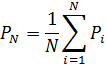 P_N = \frac{1}{N} \sum_{i=1}^{N} P_i